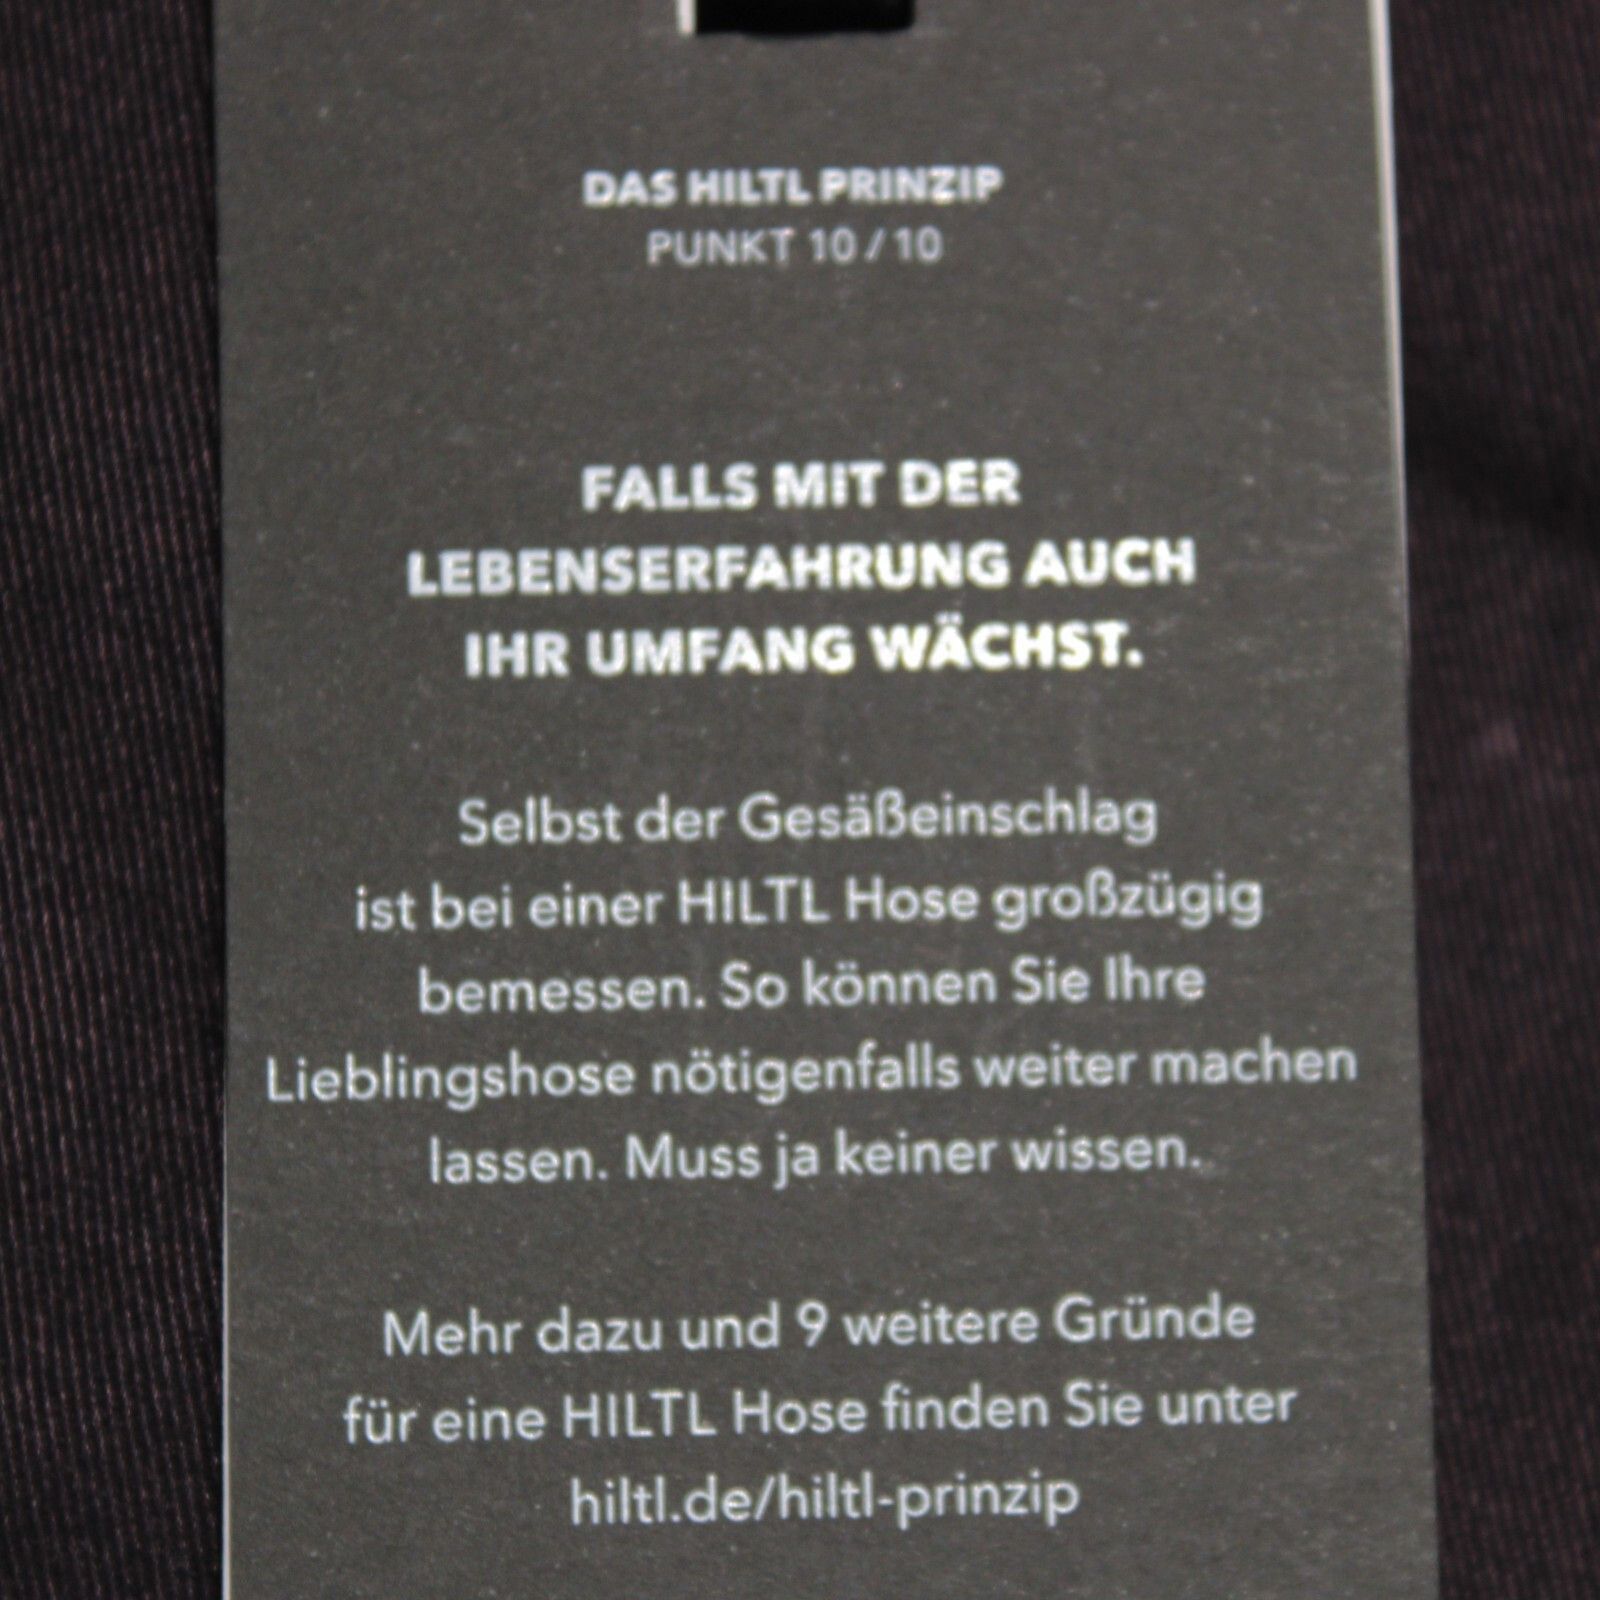 DAS HILTL PRINZIP
PUNKT 10 / 10
FALLS MIT DER
LEBENSERFAHRUNG AUCH
IHR UMFANG WÄCHST.
Selbst der Gesäßeinschlag
ist bei einer HILTL Hose großzügig
bemessen. So können Sie Ihre
Lieblingshose nötigenfalls weiter machen
lassen. Muss ja keiner wissen.
Mehr dazu und 9 weitere Gründe
für eine HILTL Hose finden Sie unter
hiltl.de/hiltl-prinzip